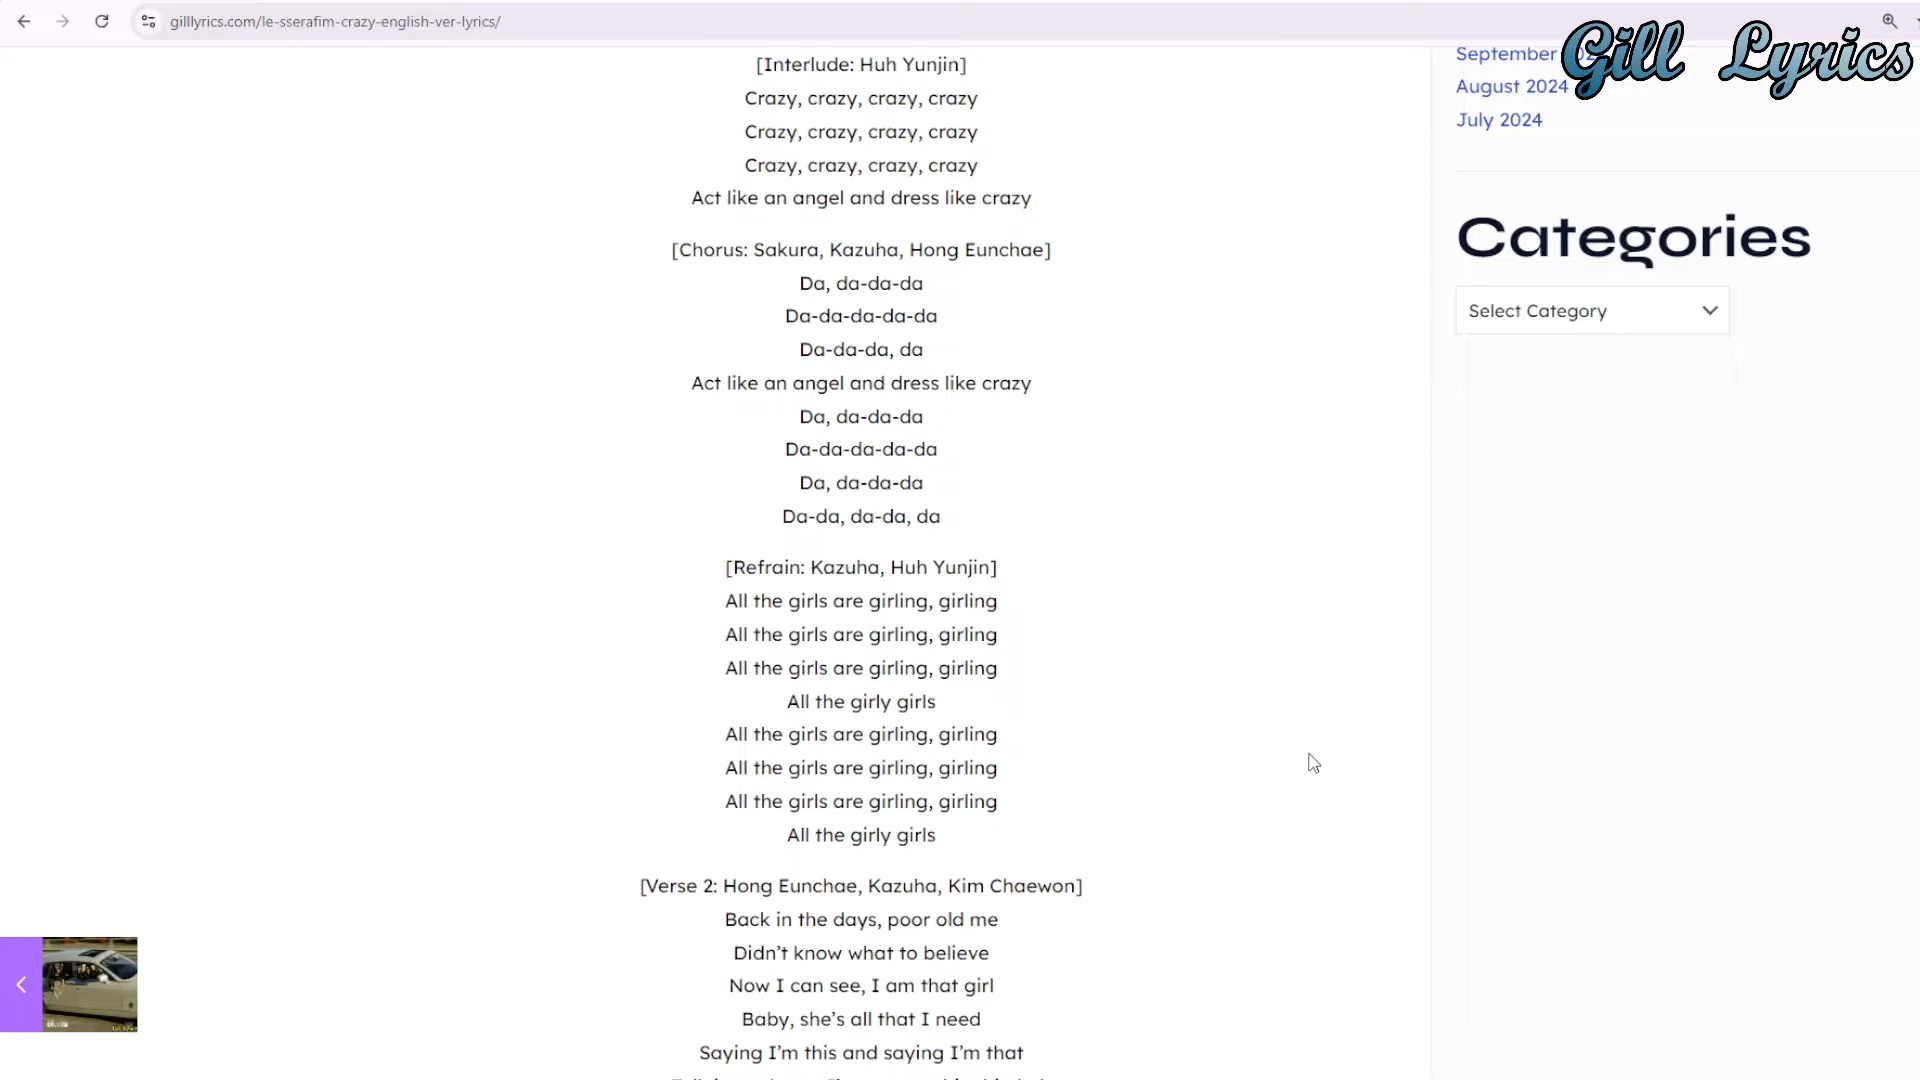 gilllyrics.com/le-sserafim-crazy-english-ver-lyrics/
Gill Lyrics
[Interlude: Huh Yunjin]
Crazy, crazy, crazy, crazy
Crazy, crazy, crazy, crazy
Crazy, crazy, crazy, crazy
Act like an angel and dress like crazy
[Chorus: Sakura, Kazuha, Hong Eunchae]
Da, da-da-da
Da-da-da-da-da
Da-da-da, da
Act like an angel and dress like crazy
Da, da-da-da
Da-da-da-da-da
Da, da-da-da
Da-da, da-da, da
[Refrain: Kazuha, Huh Yunjin]
All the girls are girling, girling
All the girls are girling, girling
All the girls are girling, girling
All the girly girls
All the girls are girling, girling
All the girls are girling, girling
All the girls are girling, girling
All the girly girls
[Verse 2: Hong Eunchae, Kazuha, Kim Chaewon]
Back in the days, poor old me
Didn’t know what to believe
Now I can see, I am that girl
Baby, she’s all that I need
Saying I’m this and saying I’m that
September
August 2024
July 2024
Categories
Select Category